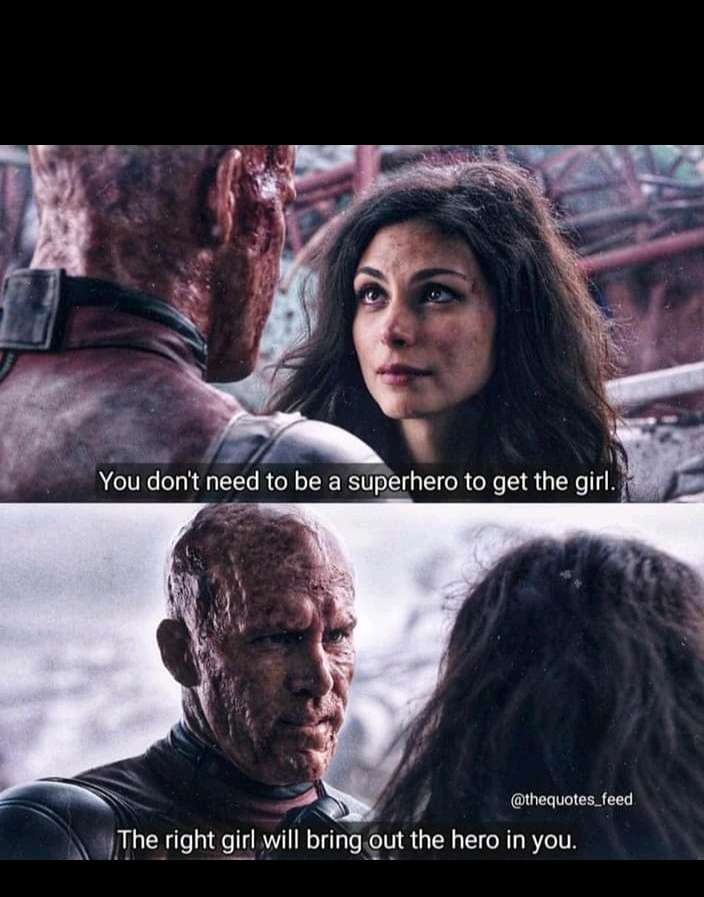 You don't need to be a superhero to get the girl.
@thequotes_feed
The right girl will bring out the hero in you.